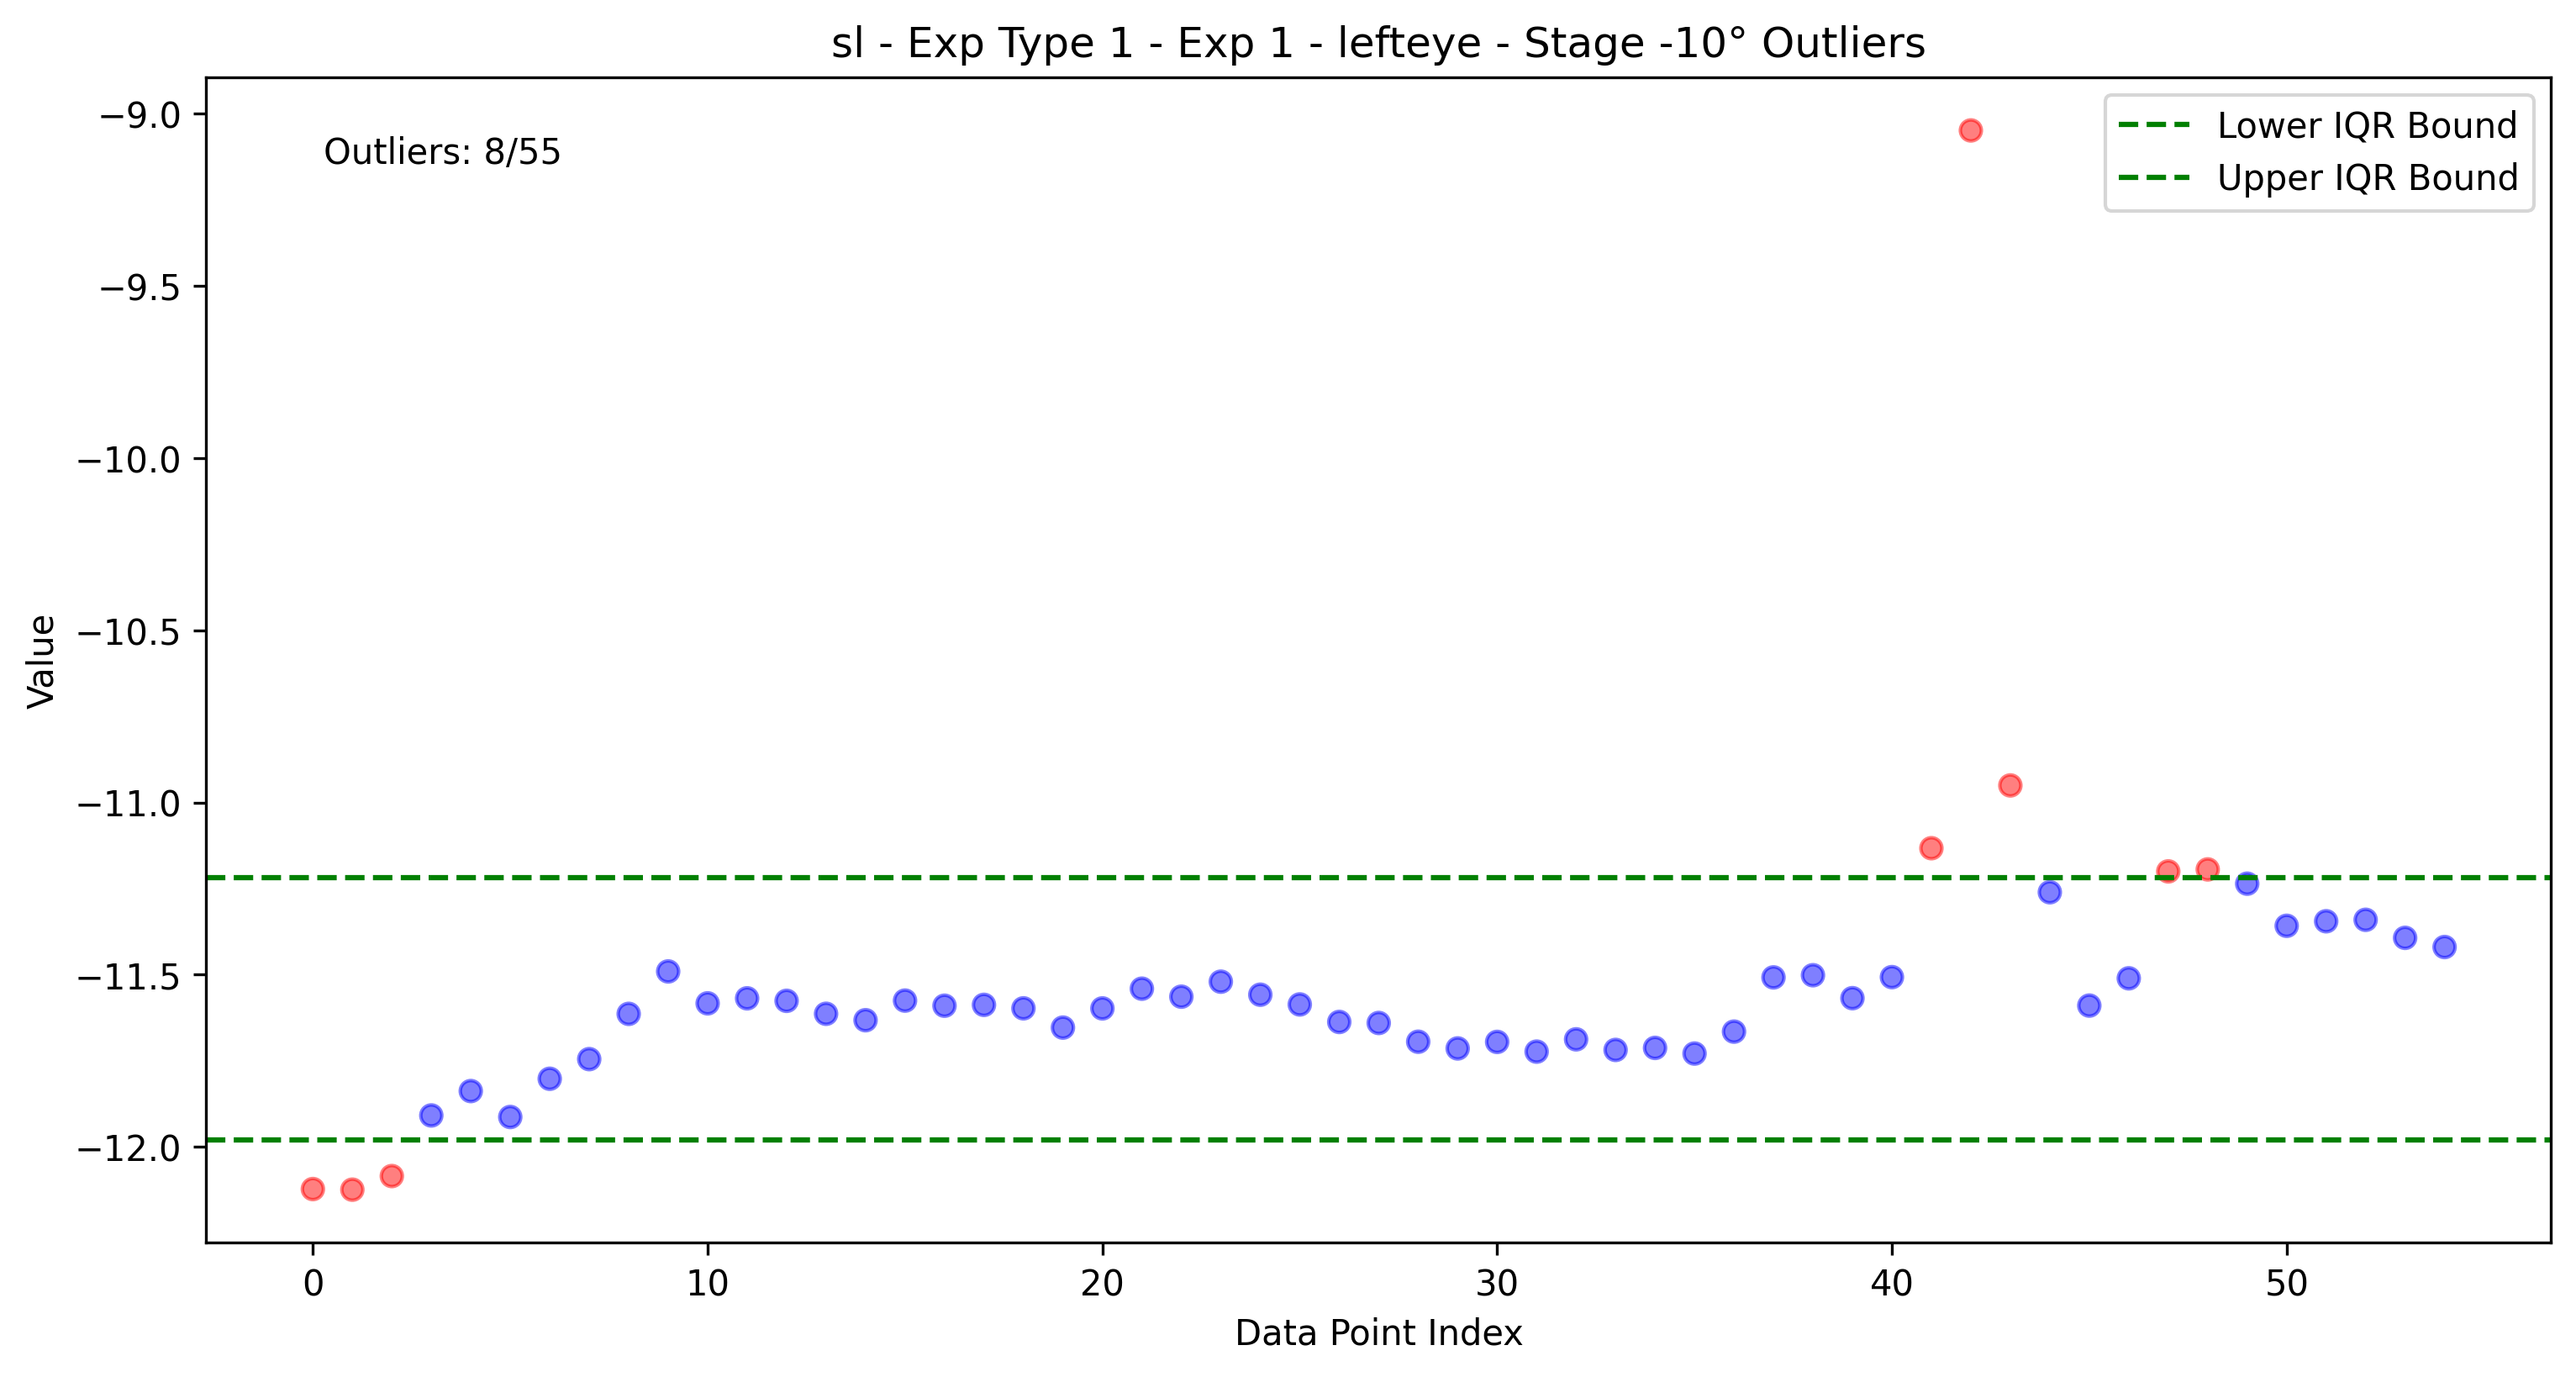 sl - Exp Type 1 - Exp 1 - lefteye - Stage -10° Outliers
Outliers: 8/55
Lower IQR Bound
Upper IQR Bound
−9.0
−9.5
−10.0
−10.5
−11.0
−11.5
−12.0
Value
0 10 20 30 40 50
Data Point Index